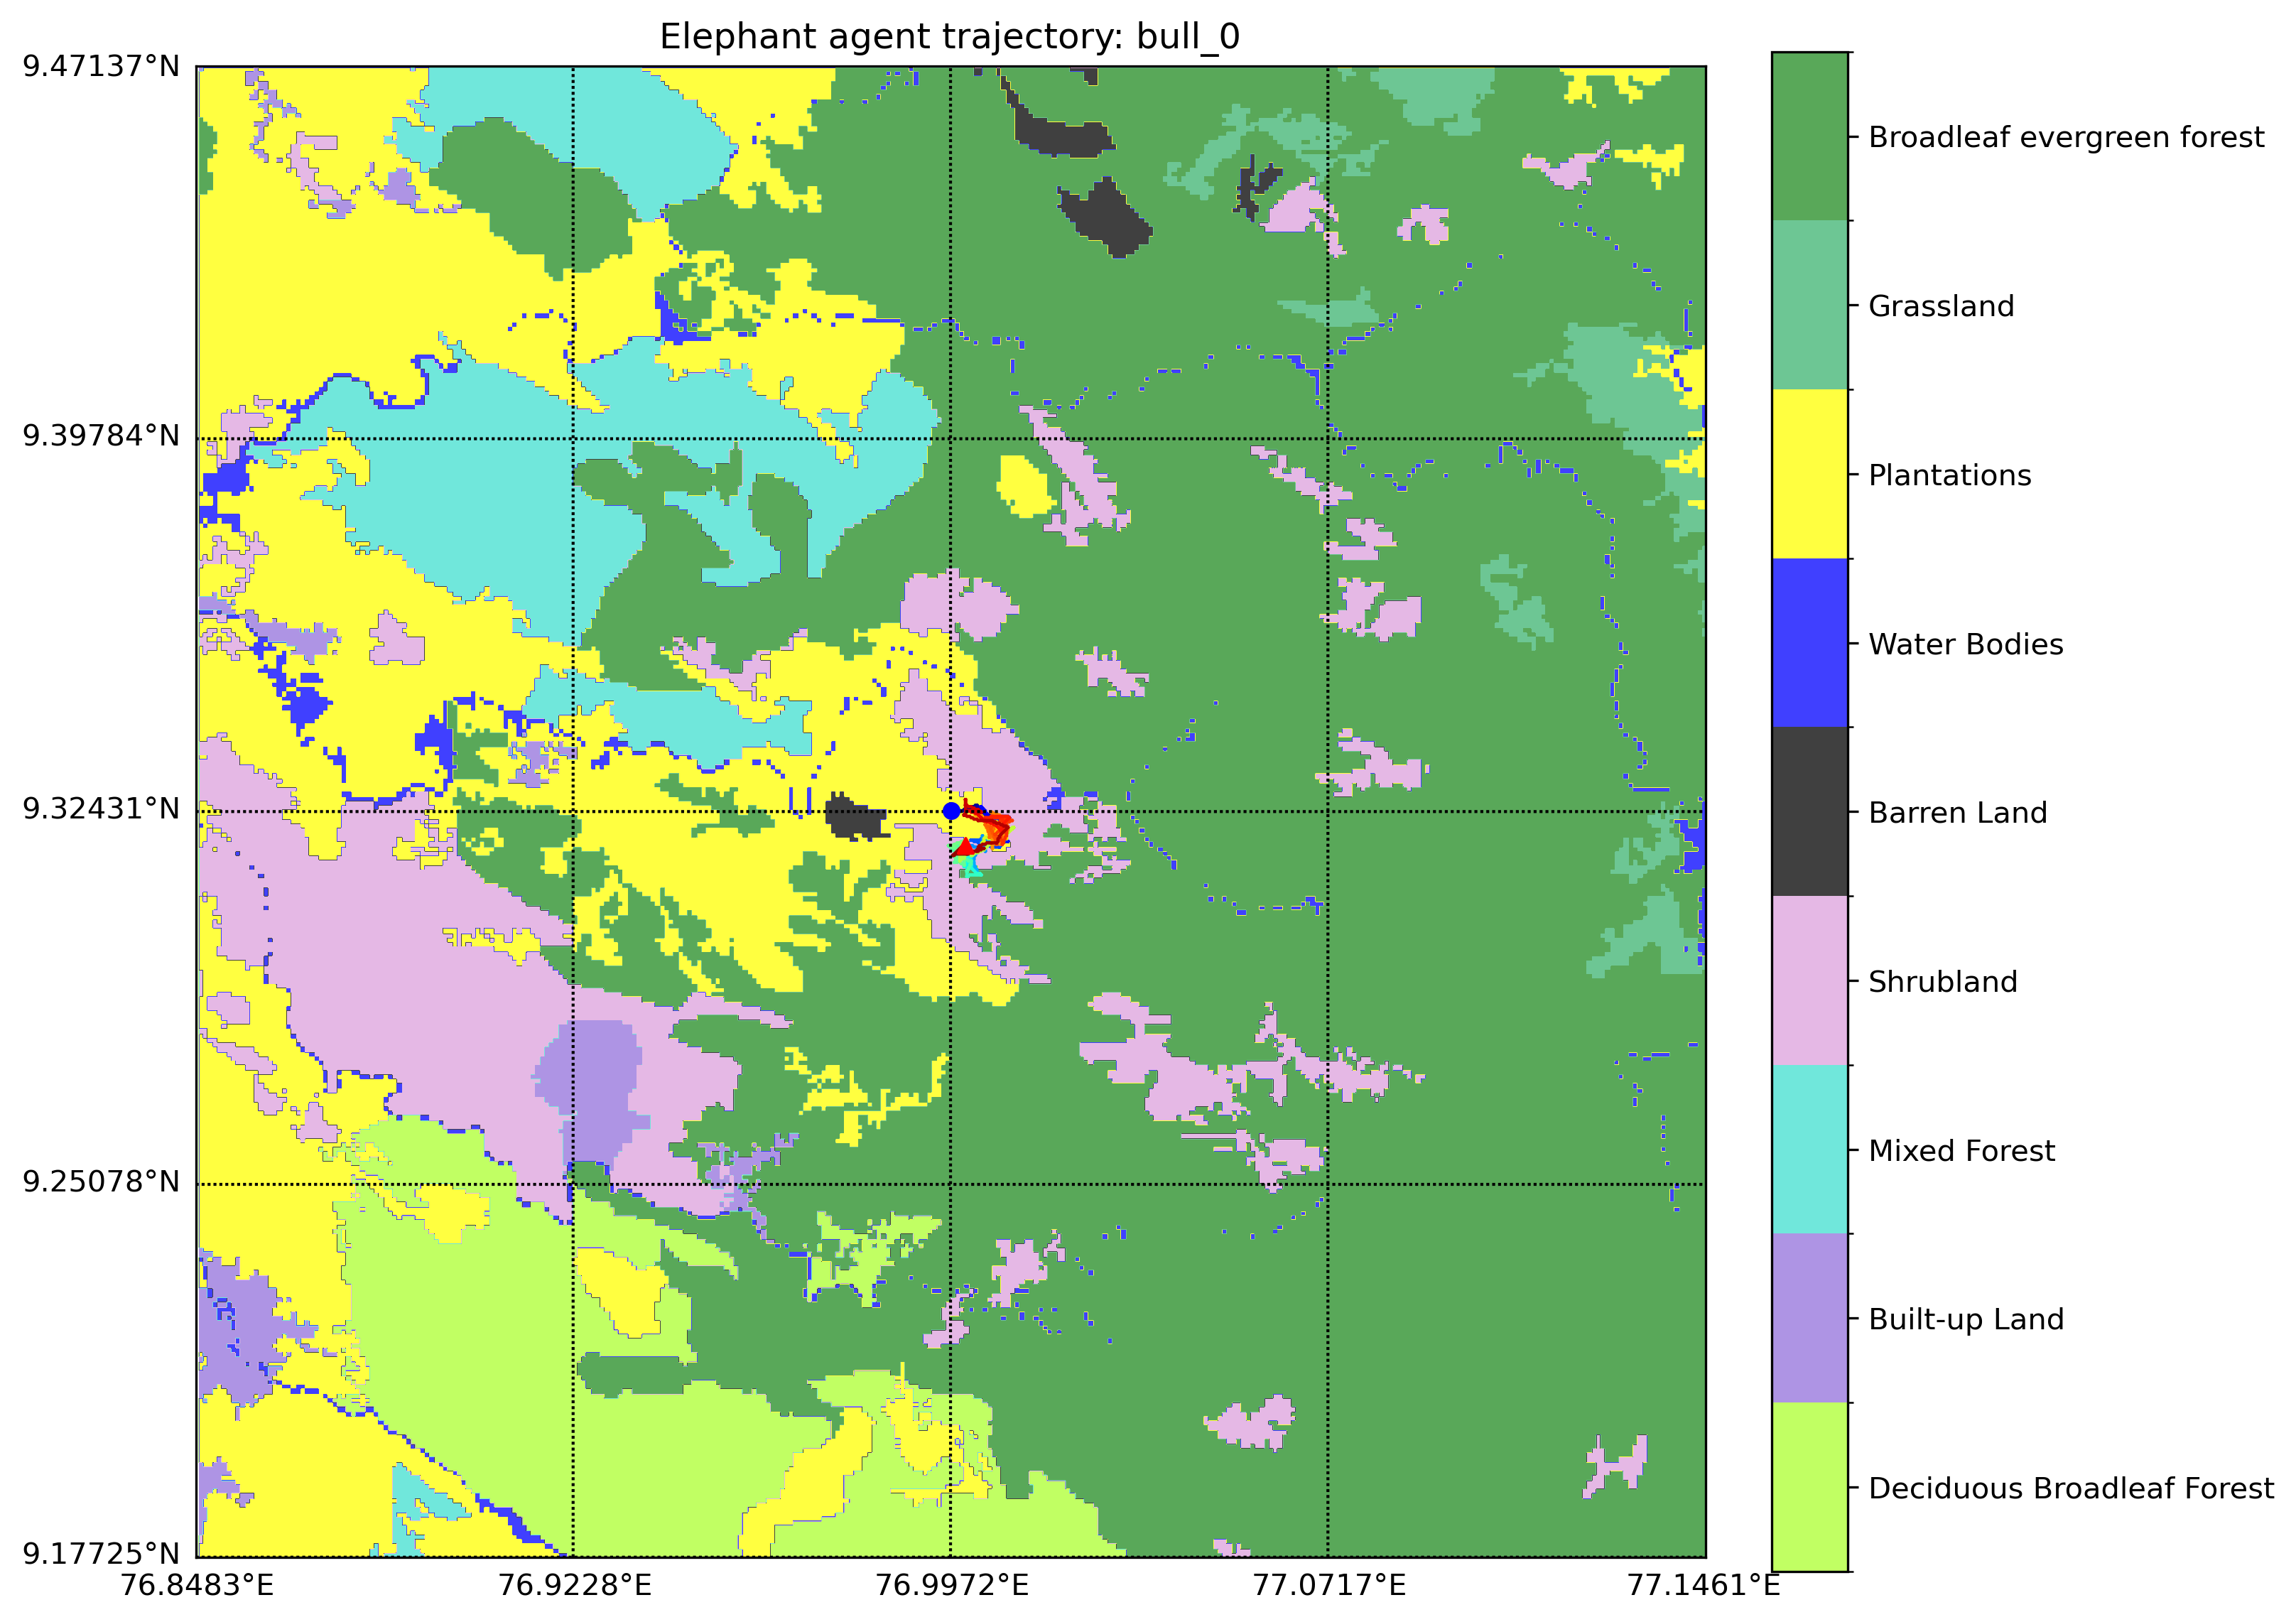 Elephant agent trajectory: bull_0
9.47137°N
9.39784°N
9.32431°N
9.25078°N
9.17725°N
76.8483°E
76.9228°E
76.9972°E
77.0717°E
77.1461°E
Broadleaf evergreen forest
Grassland
Plantations
Water Bodies
Barren Land
Shrubland
Mixed Forest
Built-up Land
Deciduous Broadleaf Forest